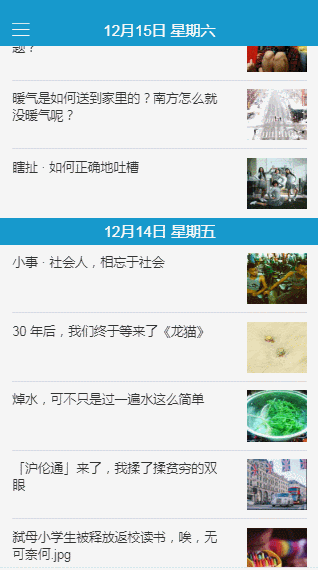 12月15日 星期六
题？
暖气是如何送到家里的？南方怎么就
没暖气呢？
瞎扯 · 如何正确地吐槽
12月14日 星期五
小事 · 社会人，相忘于社会
30 年后，我们终于等来了《龙猫》
焯水，可不只是过一遍水这么简单
「沪伦通」来了，我揉了揉贫穷的双
眼
弑母小学生被释放返校读书，唉，无
可奈何.jpg